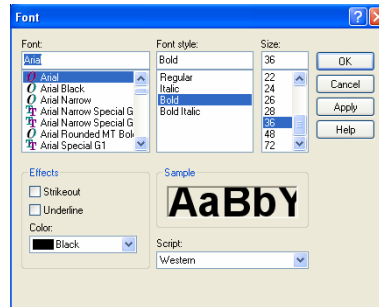 Font
Font: Font style: Size:
Arial Bold 36 OK
Arial Regular 22 Cancel
Arial Black Italic 24 Apply
Arial Narrow Bold 26 Help
Arial Narrow Special G Bold Italic 28
Arial Narrow Special G 36
Arial Rounded MT Bol 48
Arial Special G1 72
Effects Sample
Strikeout AaBbY
Underline
Color:
Black
Script:
Western